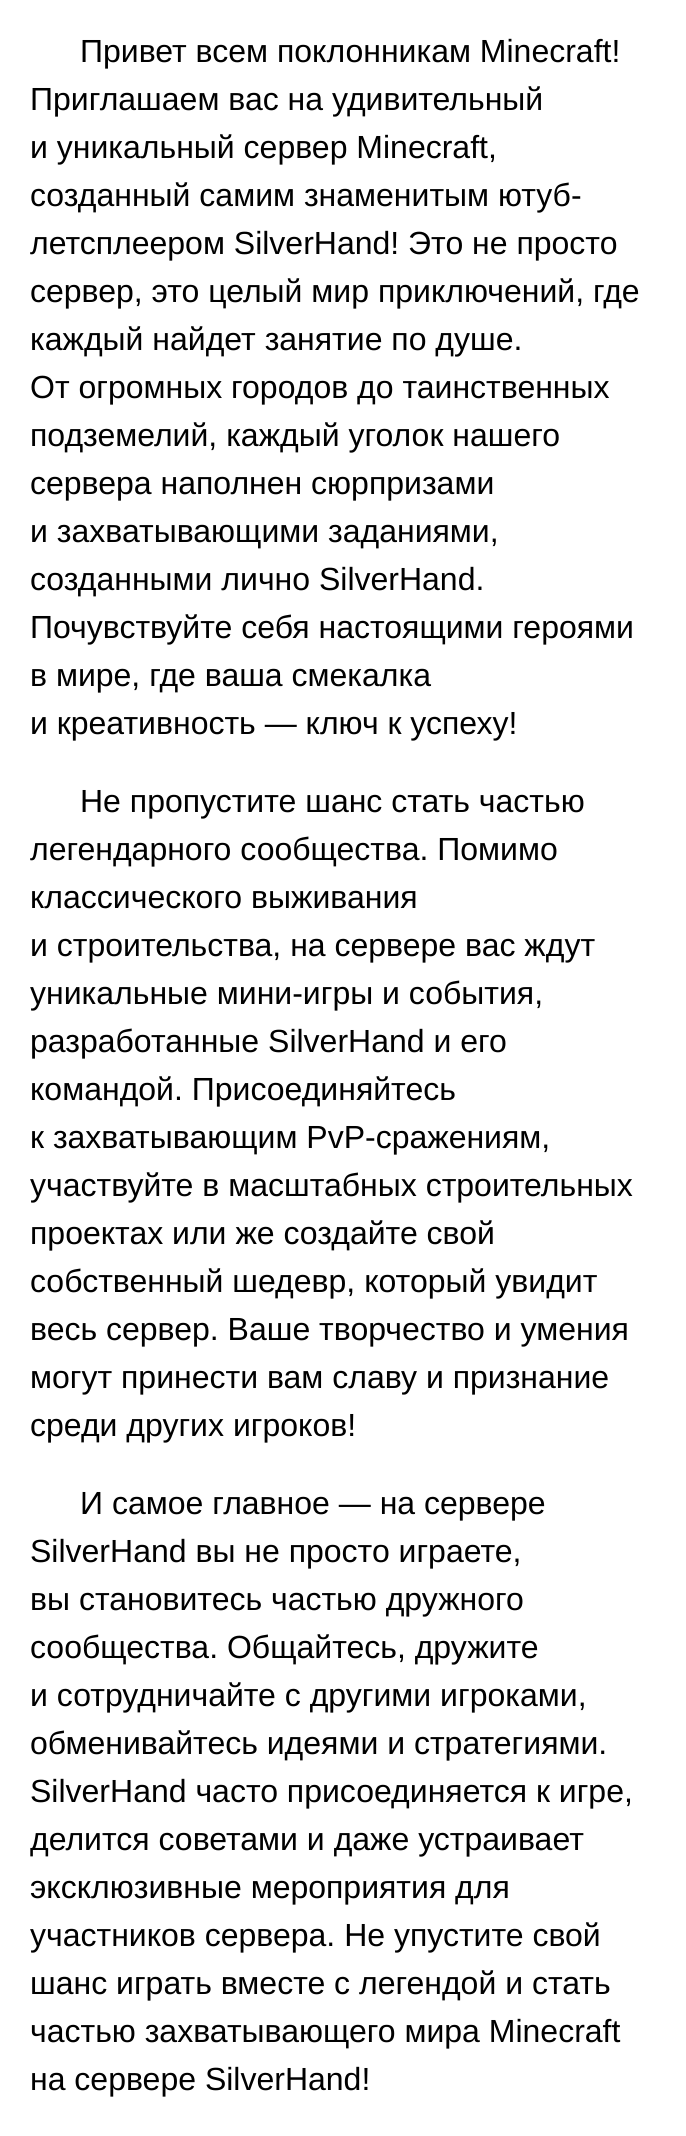 Привет всем поклонникам Minecraft!
Приглашаем вас на удивительный
и уникальный сервер Minecraft,
созданный самим знаменитым ютуб-
летсплеером SilverHand! Это не просто
сервер, это целый мир приключений, где
каждый найдет занятие по душе.
От огромных городов до таинственных
подземелий, каждый уголок нашего
сервера наполнен сюрпризами
и захватывающими заданиями,
созданными лично SilverHand.
Почувствуйте себя настоящими героями
в мире, где ваша смекалка
и креативность — ключ к успеху!
Не пропустите шанс стать частью
легендарного сообщества. Помимо
классического выживания
и строительства, на сервере вас ждут
уникальные мини-игры и события,
разработанные SilverHand и его
командой. Присоединяйтесь
к захватывающим PvP-сражениям,
участвуйте в масштабных строительных
проектах или же создайте свой
собственный шедевр, который увидит
весь сервер. Ваше творчество и умения
могут принести вам славу и признание
среди других игроков!
И самое главное — на сервере
SilverHand вы не просто играете,
вы становитесь частью дружного
сообщества. Общайтесь, дружите
и сотрудничайте с другими игроками,
обменивайтесь идеями и стратегиями.
SilverHand часто присоединяется к игре,
делится советами и даже устраивает
эксклюзивные мероприятия для
участников сервера. Не упустите свой
шанс играть вместе с легендой и стать
частью захватывающего мира Minecraft
на сервере SilverHand!